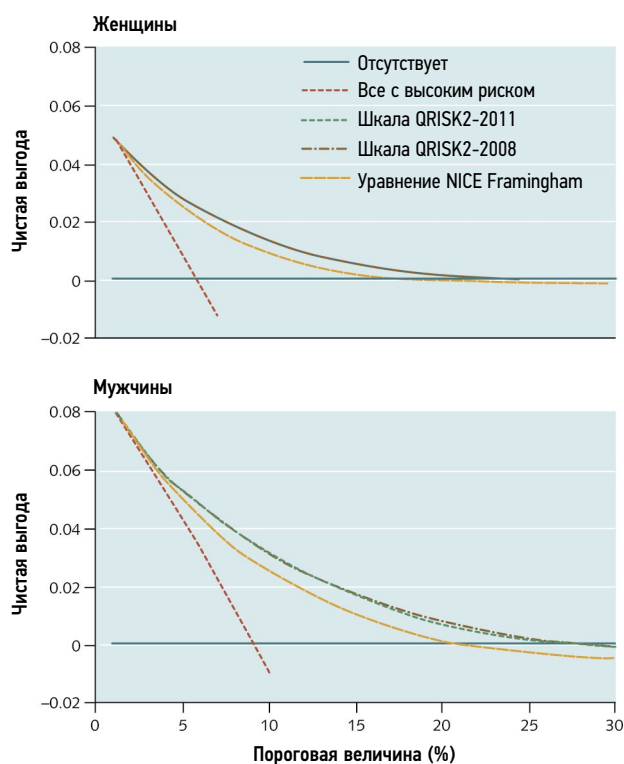 Женщины
0.08
0.06
0.04
0.02
0
–0.02
Чистая выгода
Отсутствует
Все с высоким риском
Шкала QRISK2-2011
Шкала QRISK2-2008
Уравнение NICE Framingham
Мужчины
0.08
0.06
0.04
0.02
0
–0.02
Чистая выгода
0 5 10 15 20 25 30
Пороговая величина (%)